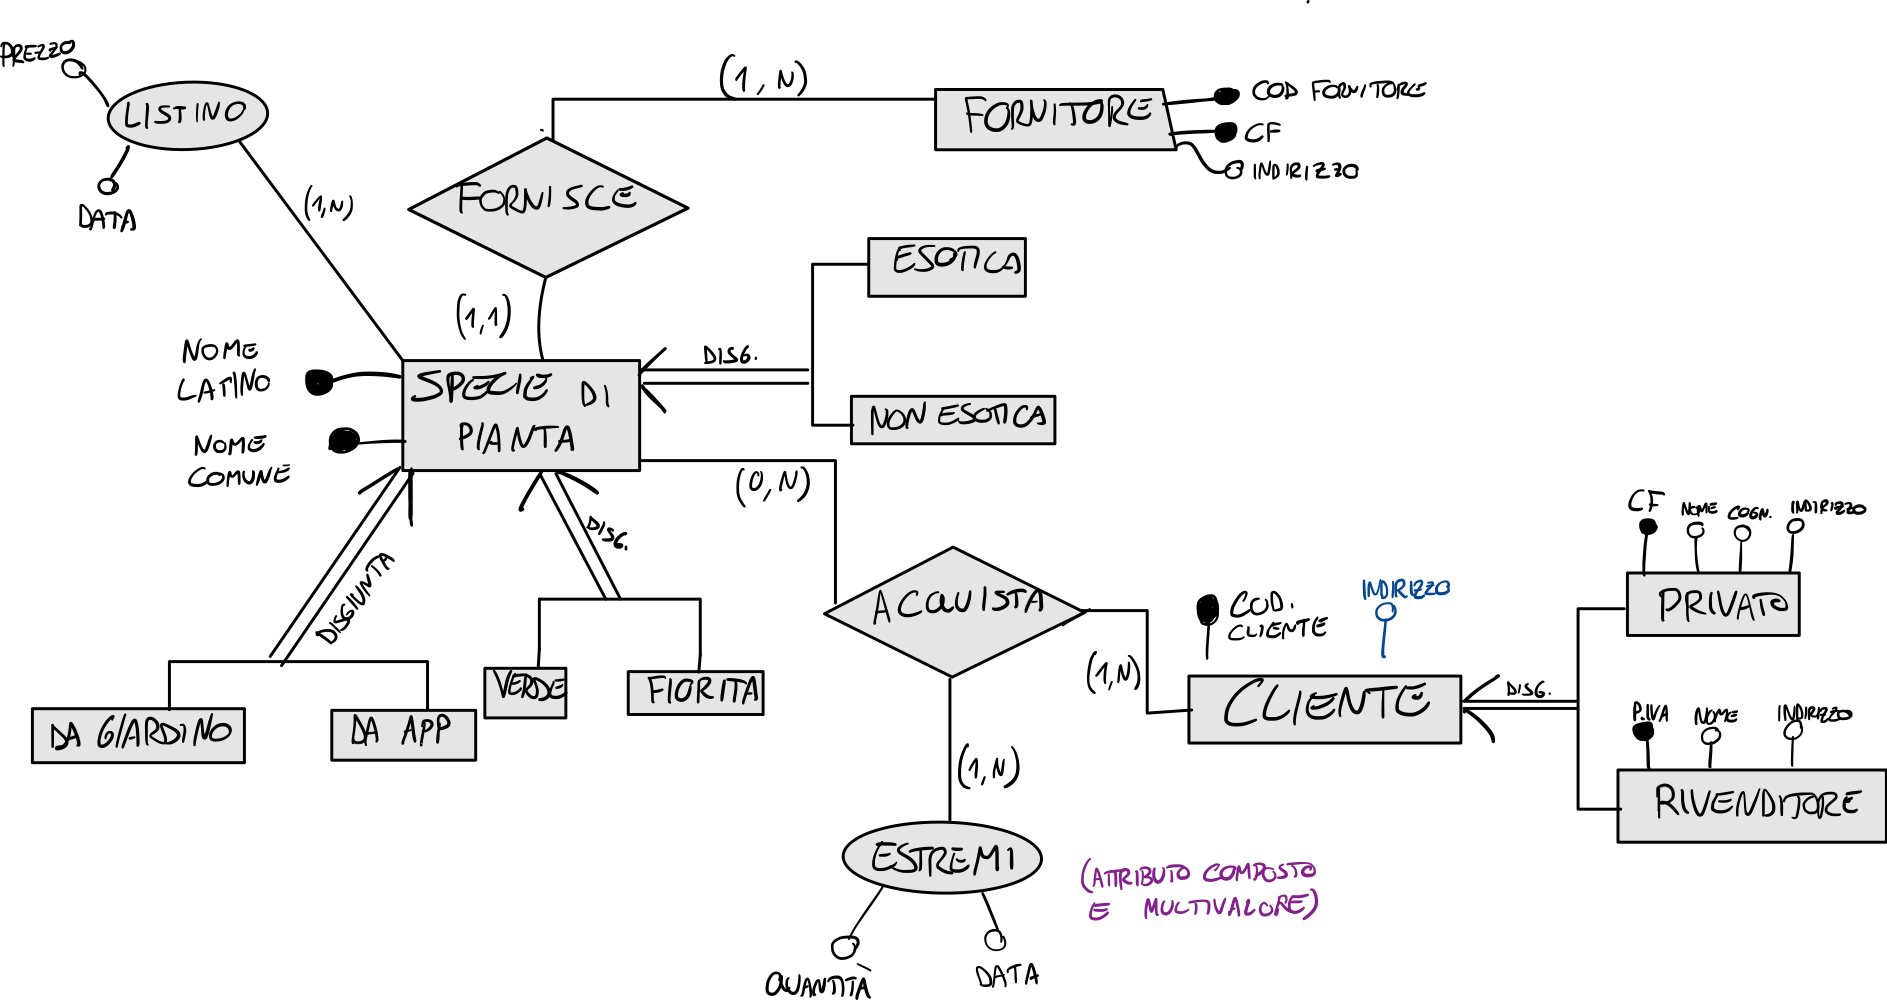 PREZZO
LISTINO
DATA
(1,N)
(1,N)
FORNITORE
COD FORNITORE
CF
INDIRIZZO
FORNISCE
(1,1)
ESOTICA
DISG.
NON ESOTICA
NOME
LATINO
NOME
COMUNE
SPECIE DI
PIANTA
(0,N)
DISGIUNTA
DISG.
DA GIARDINO
DA APP
VERDE
FIORITA
ACQUISTA
(1,N)
COD.
CLIENTE
INDIRIZZO
CLIENTE
DISG.
CF
NOME
COGN.
INDIRIZZO
PRIVATO
P.IVA
NOME
INDIRIZZO
RIVENDITORE
(1,N)
ESTREMI
(ATTRIBUTO COMPOSTO
E MULTIVALORE)
QUANTITÀ
DATA